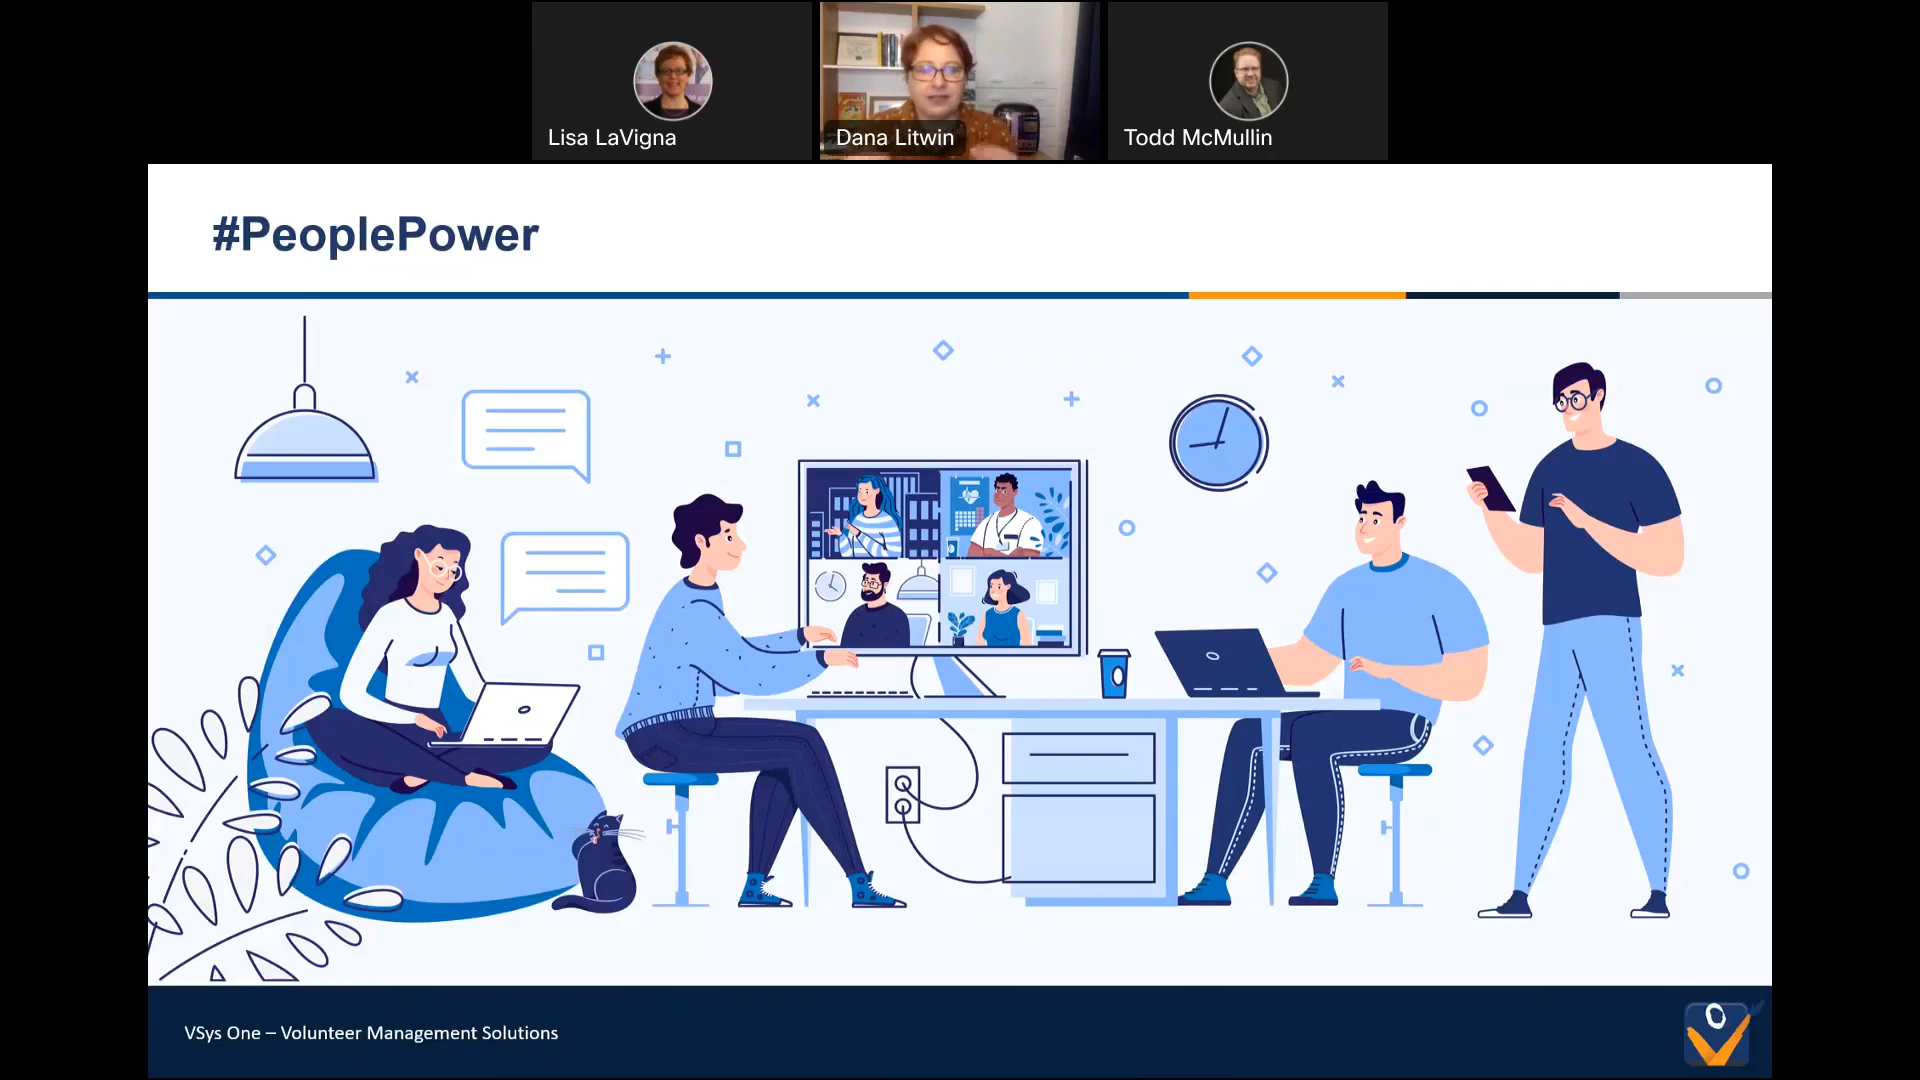 Lisa LaVigna
Dana Litwin
Todd McMullin
#PeoplePower
VSys One – Volunteer Management Solutions